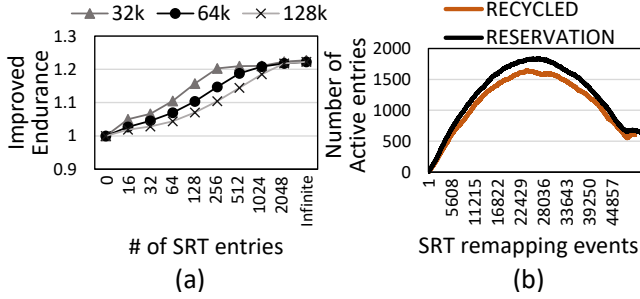 32k 64k 128k
Improved
Endurance
1.3
1.2
1.1
1
0.9
0 16 32 64 128 256 512 1024 2048 Infinite
# of SRT entries
(a)
RECYCLED
RESERVATION
Number of
Active entries
2000
1500
1000
500
0
1 5608 11215 16822 22429 28036 33643 39250 44857
SRT remapping events
(b)